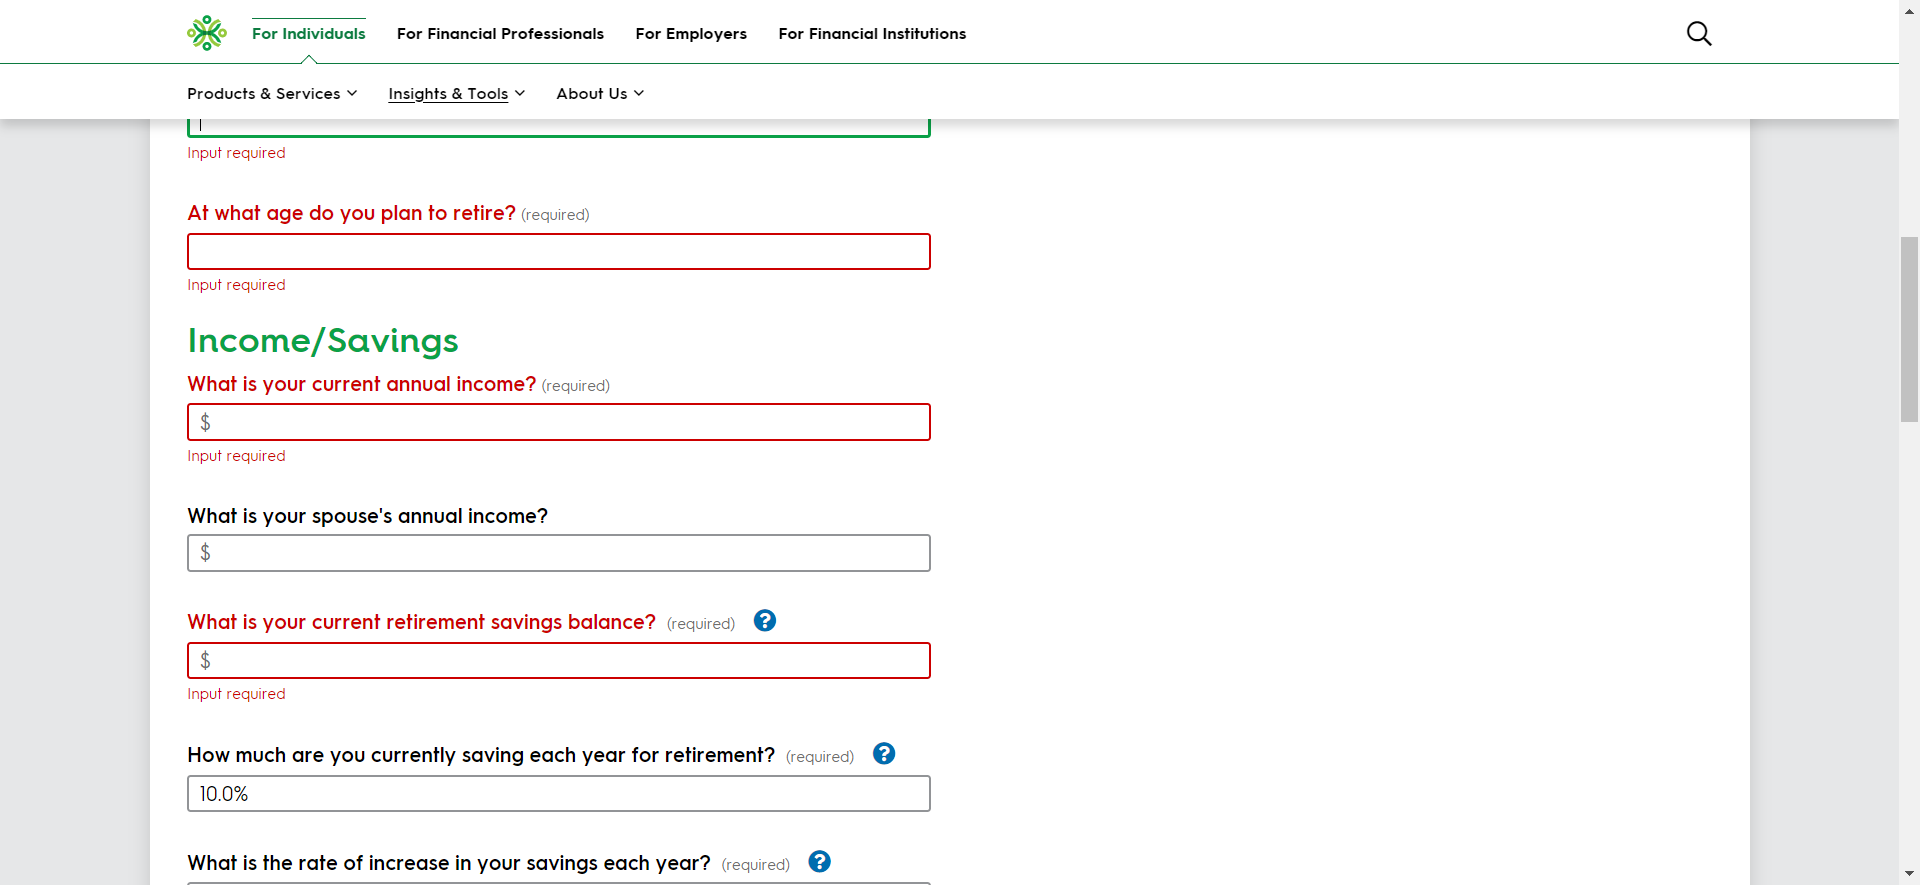 For Individuals
For Financial Professionals
For Employers
For Financial Institutions
Products & Services
Insights & Tools
About Us
Input required
At what age do you plan to retire? (required)
Input required
Income/Savings
What is your current annual income? (required)
$
Input required
What is your spouse's annual income?
$
What is your current retirement savings balance? (required) ?
$
Input required
How much are you currently saving each year for retirement? (required) ?
10.0%
What is the rate of increase in your savings each year? (required) ?